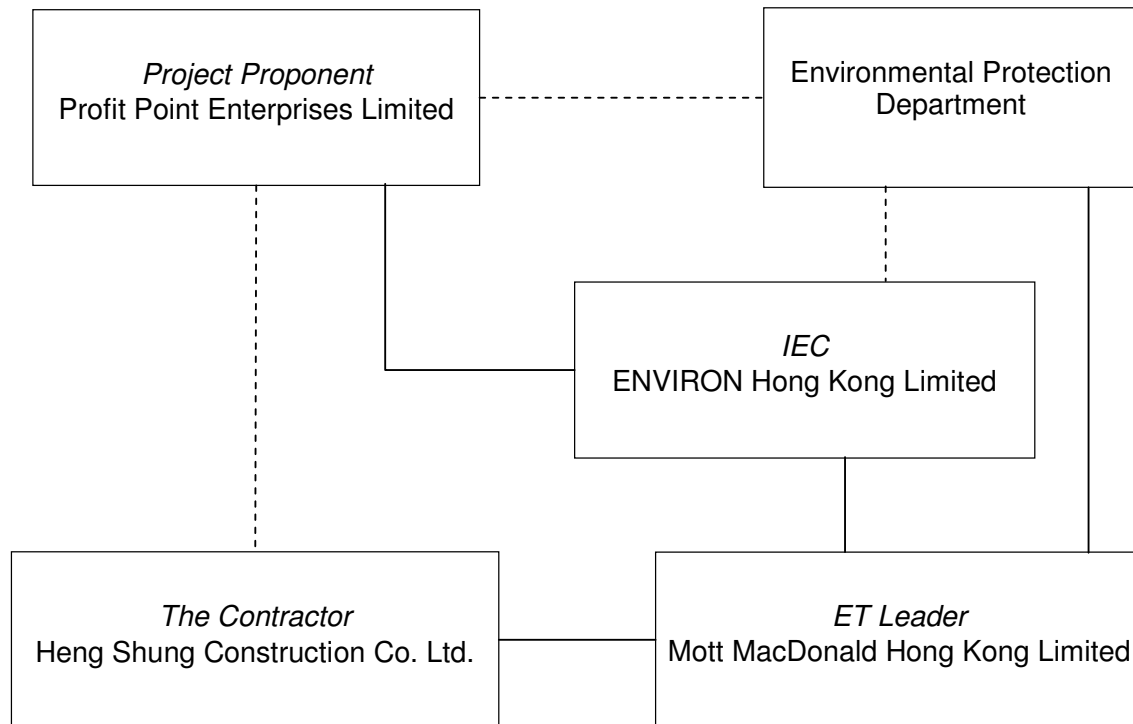 Project Proponent
Profit Point Enterprises Limited
Environmental Protection
Department
IEC
ENVIRON Hong Kong Limited
The Contractor
Heng Shung Construction Co. Ltd.
ET Leader
Mott MacDonald Hong Kong Limited